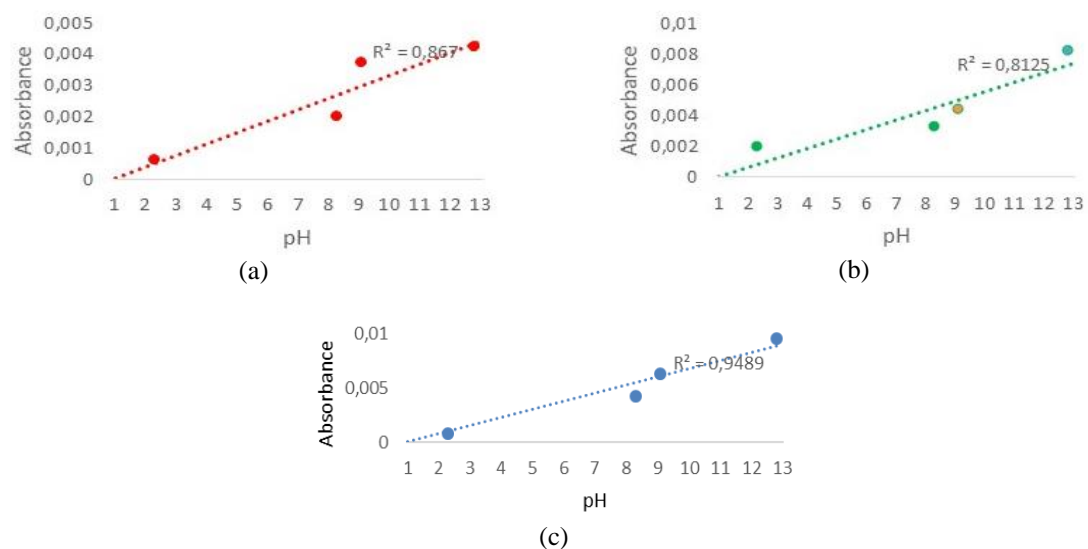 0,005
0,004
0,003
0,002
0,001
0
Absorbance
R² = 0,867
1 2 3 4 5 6 7 8 9 10 11 12 13
pH
(a)
0,01
0,008
0,006
0,004
0,002
0
Absorbance
R² = 0,8125
1 2 3 4 5 6 7 8 9 10 11 12 13
pH
(b)
0,01
0,005
0
Absorbance
R² = 0,9489
1 2 3 4 5 6 7 8 9 10 11 12 13
pH
(c)